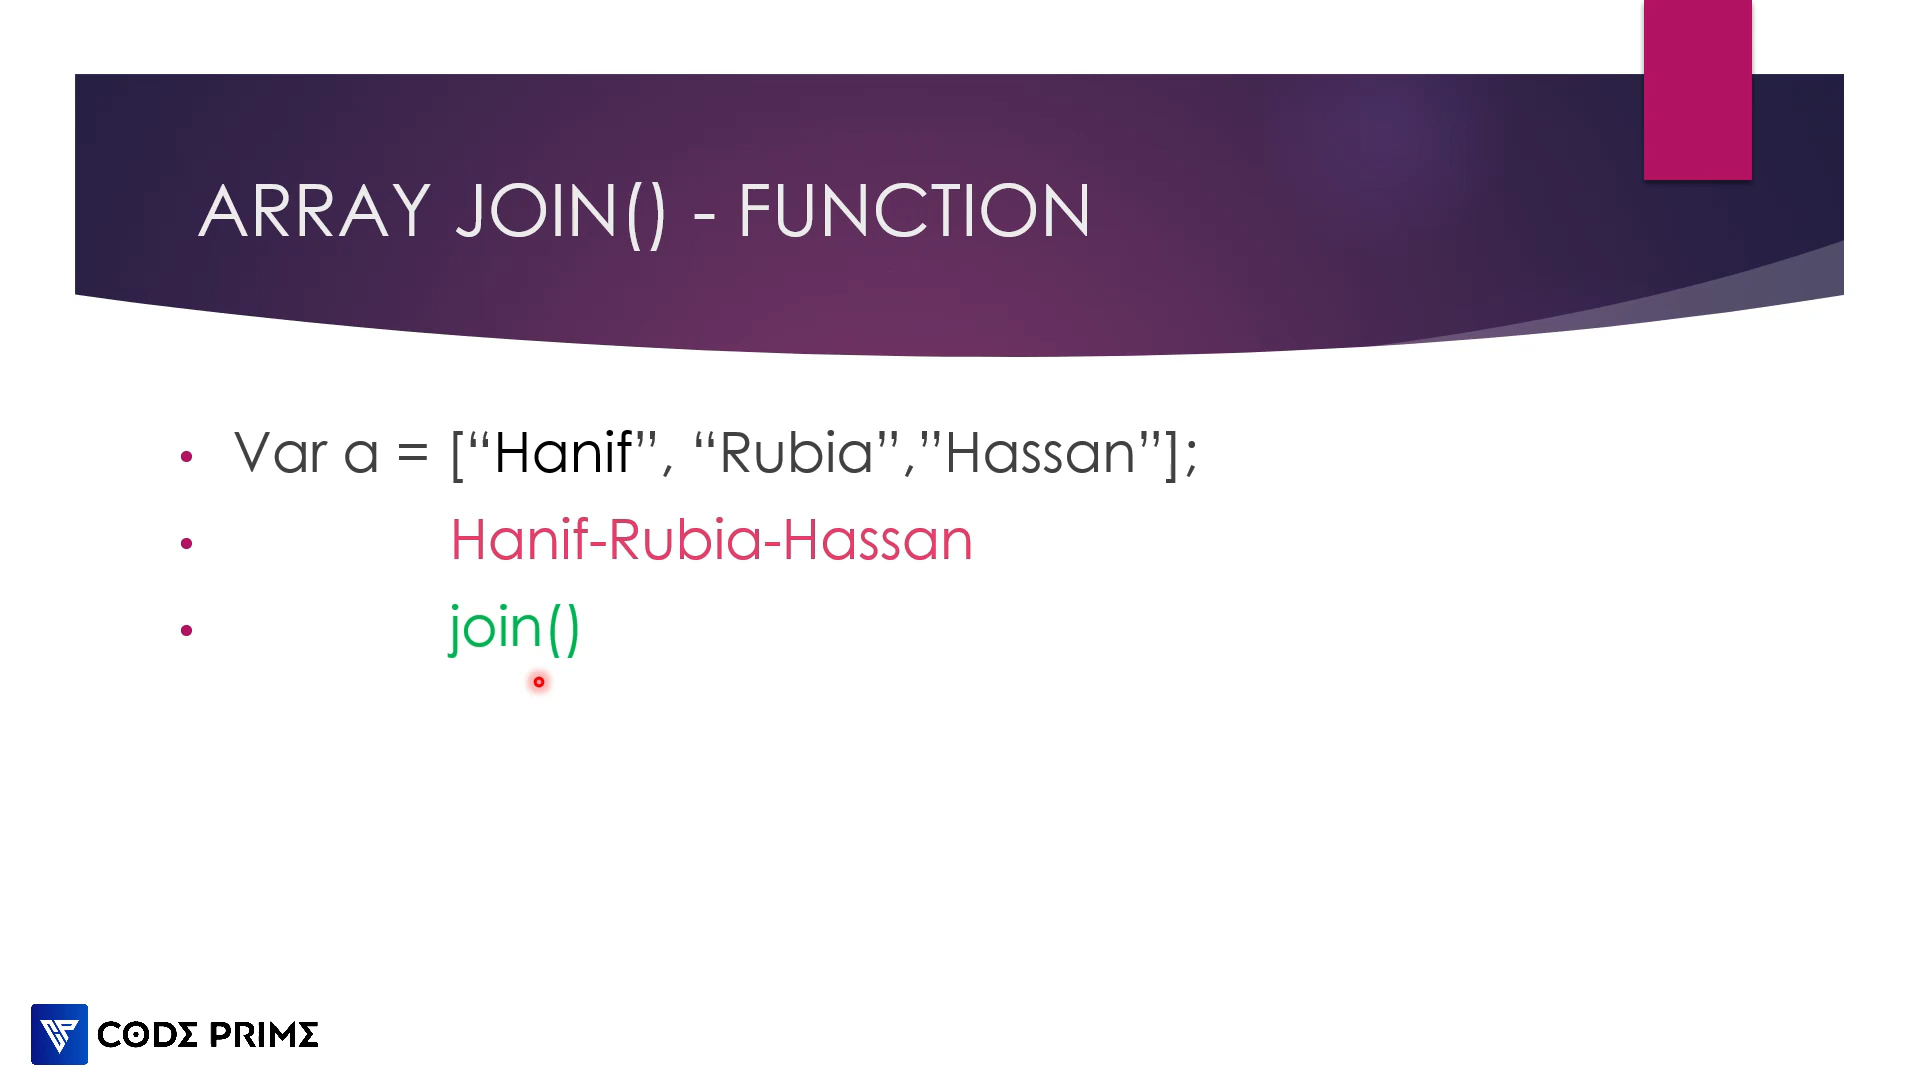 ARRAY JOIN() - FUNCTION
• Var a = [“Hanif”, “Rubia”,”Hassan”];
• Hanif-Rubia-Hassan
• join()
CODΣ PRIMΣ